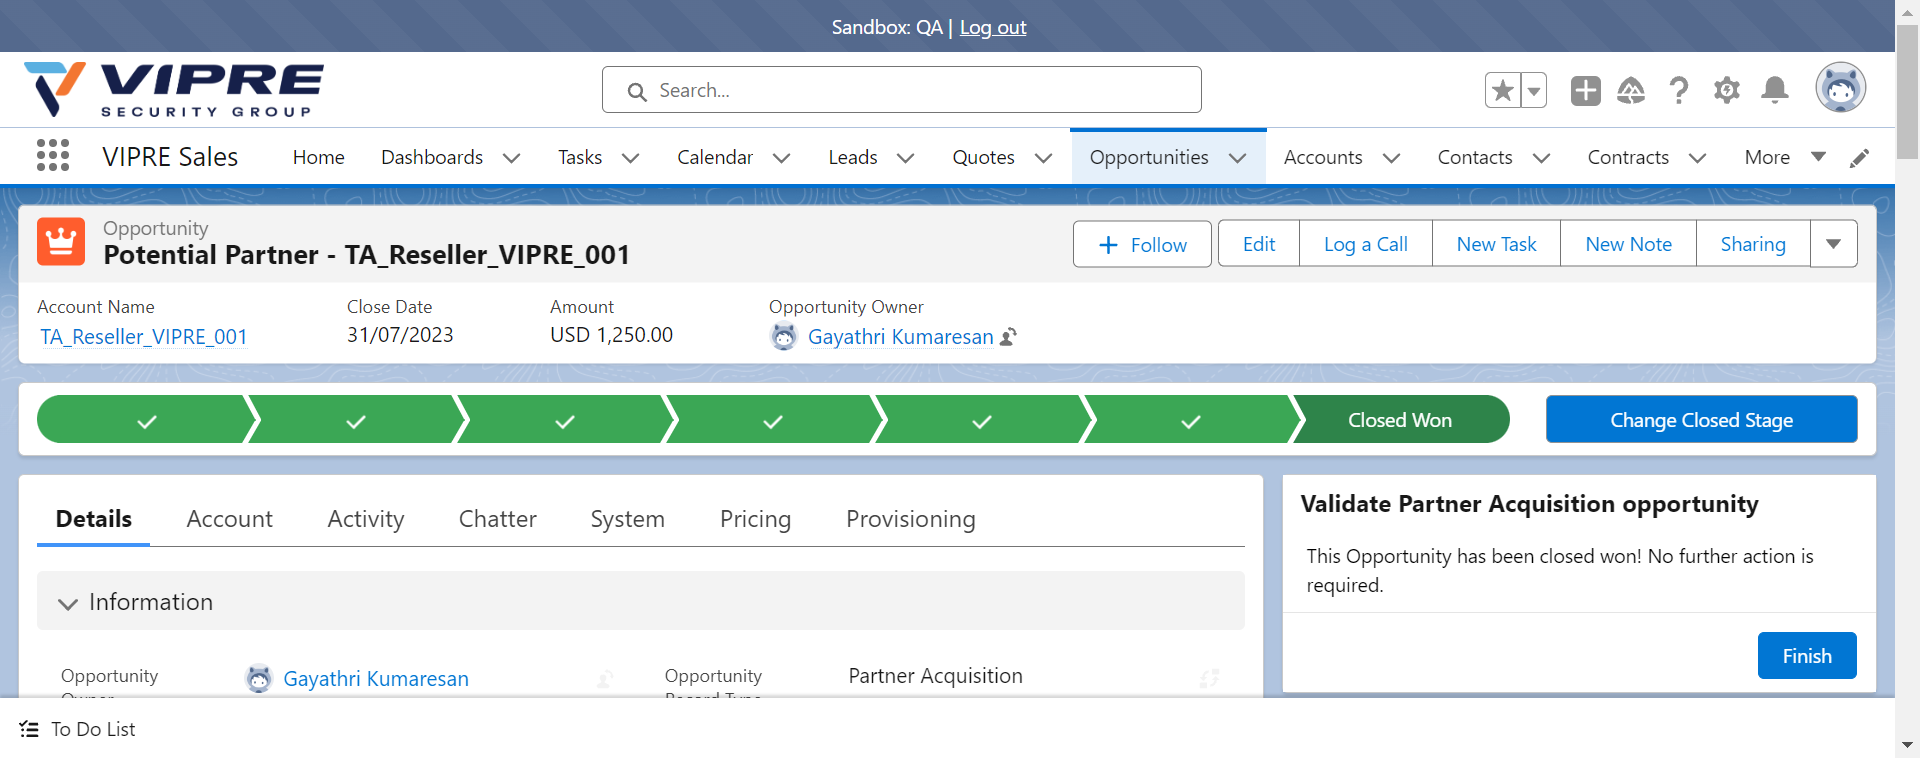 Sandbox: QA | Log out
VIPRE
SECURITY GROUP
Search...
VIPRE Sales Home Dashboards Tasks Calendar Leads Quotes Opportunities Accounts Contacts Contracts More
Opportunity
Potential Partner - TA_Reseller_VIPRE_001
Follow Edit Log a Call New Task New Note Sharing
Account Name Close Date Amount Opportunity Owner
TA_Reseller_VIPRE_001 31/07/2023 USD 1,250.00 Gayathri Kumaresan
Closed Won Change Closed Stage
Details Account Activity Chatter System Pricing Provisioning
Validate Partner Acquisition opportunity
This Opportunity has been closed won! No further action is
required.
Finish
Information
Opportunity Gayathri Kumaresan Opportunity Partner Acquisition
To Do List